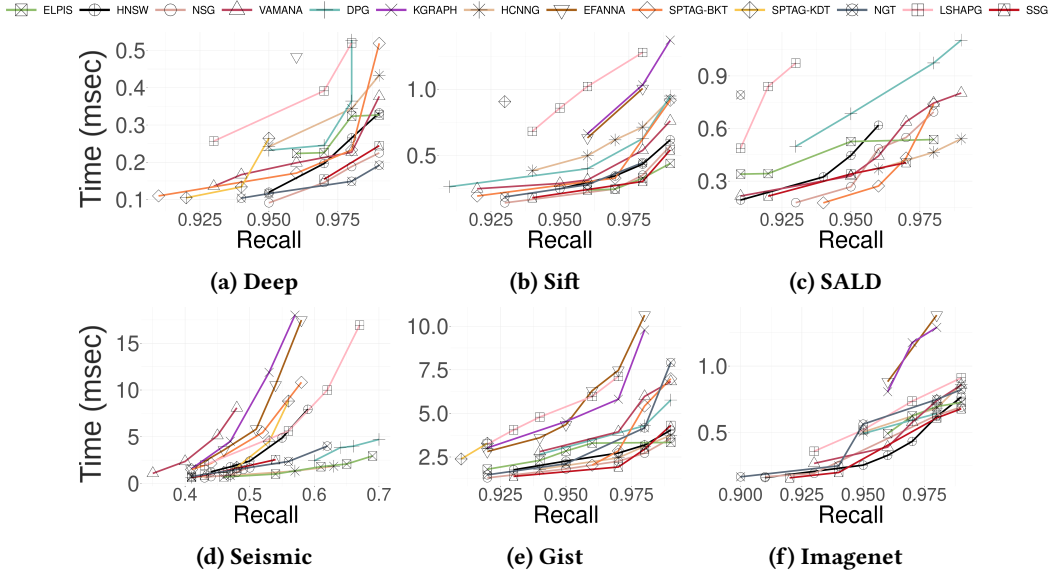 ELPIS HNSW NSG VAMANA DPG KGRAPH HCNNG EFANNA SPTAG-BKT SPTAG-KDT NGT LSHAPG SSG
Time (msec)
0.5
0.4
0.3
0.2
0.1
0.925 0.950 0.975
Recall
(a) Deep
1.0
0.5
0.925 0.950 0.975
Recall
(b) Sift
0.9
0.6
0.3
0.925 0.950 0.975
Recall
(c) SALD
Time (msec)
15
10
5
0
0.4 0.5 0.6 0.7
Recall
(d) Seismic
10.0
7.5
5.0
2.5
0.925 0.950 0.975
Recall
(e) Gist
1.0
0.5
0.900 0.925 0.950 0.975
Recall
(f) Imagenet